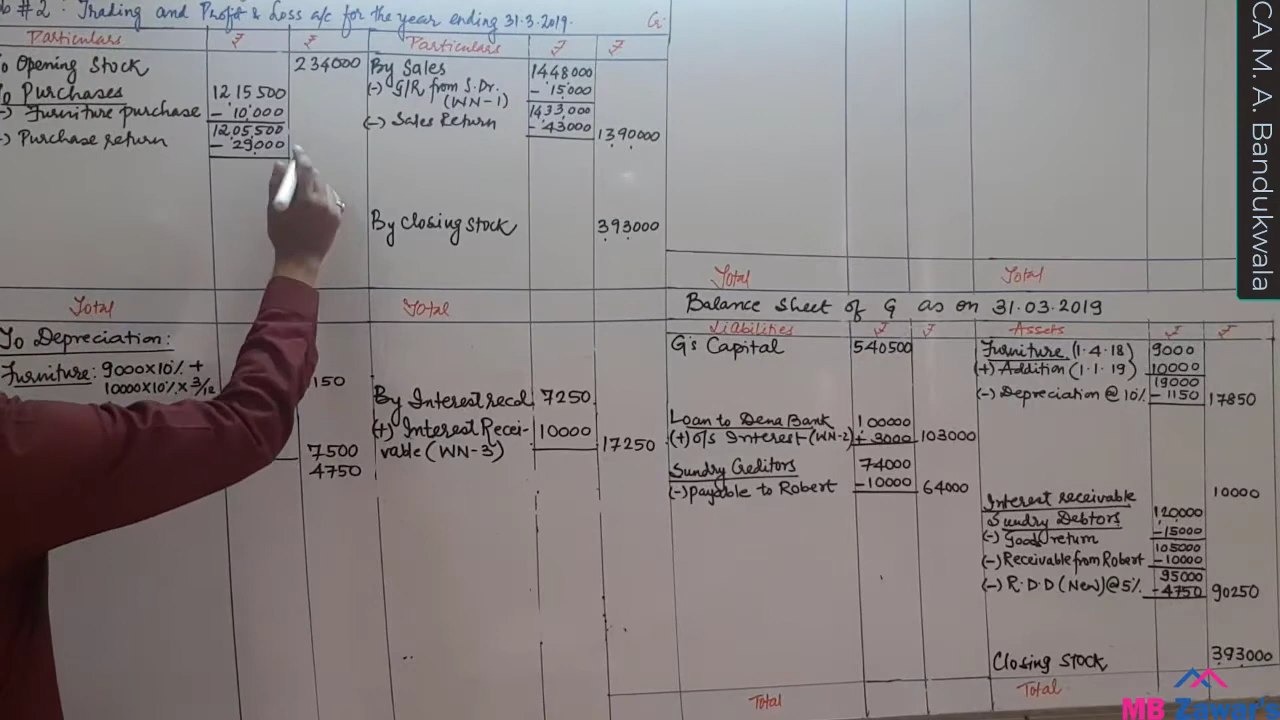 b #2 : Trading and Profit & Loss a/c for the year ending 31.3.2019. Cr
Particulars ₹ ₹ Particulars ₹ ₹
To Opening Stock 234000
To Purchases 1215500
(-) Furniture purchase - 10,000
1205500
(-) Purchase return - 29000
By Sales 1448000
(-) G/R from S.Dr. (WN-1) - 15000
1433000
(-) Sales Return - 43000 1390000
By Closing Stock 393000
Total Total
To Depreciation:
Furniture: 9000x10% +
10000x10% x 3/12 150
7500
4750
By Interest recd 7250
(+) Interest Recei- 10000
vable (WN-3) 17250
Total Total
Balance Sheet of G as on 31.03.2019
Liabilities ₹ ₹ Assets ₹ ₹
G's Capital 540500
Loan to Dena Bank 100000
(+) o/s Interest (WN-2) + 3000 103000
Sundry Creditors 74000
(-) Payable to Robert - 10000 64000
Furniture (1.4.18) 9000
(+) Addition (1.1.19) 10000
19000
(-) Depreciation @ 10% - 1150 17850
Interest receivable 10000
Sundry Debtors 120000
(-) Good return - 15000
105000
(-) Receivable from Robert - 10000
95000
(-) R.D.D (New) @ 5% - 4750 90250
Closing Stock 393000
Total Total
CA M. A. Bandukwala
MB Zawar's